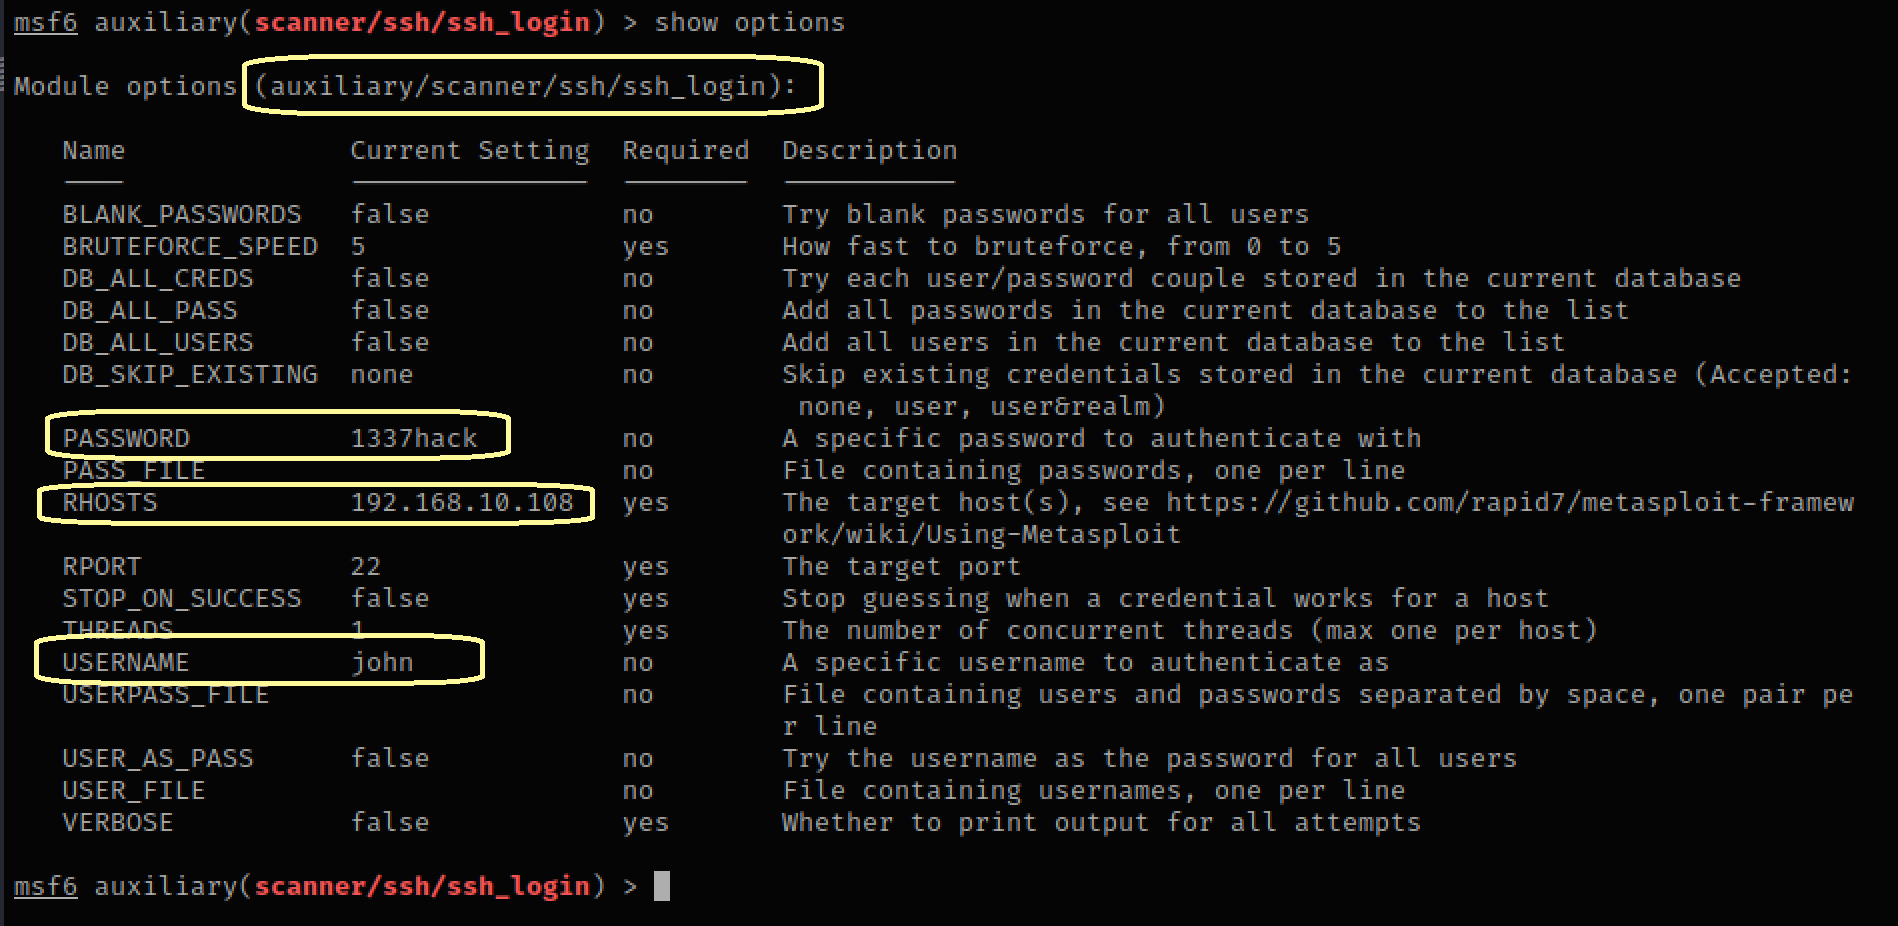 msf6 auxiliary(scanner/ssh/ssh_login) > show options
Module options (auxiliary/scanner/ssh/ssh_login):
Name Current Setting Required Description
BLANK_PASSWORDS false no Try blank passwords for all users
BRUTEFORCE_SPEED 5 yes How fast to bruteforce, from 0 to 5
DB_ALL_CREDS false no Try each user/password couple stored in the current database
DB_ALL_PASS false no Add all passwords in the current database to the list
DB_ALL_USERS false no Add all users in the current database to the list
DB_SKIP_EXISTING none no Skip existing credentials stored in the current database (Accepted:
none, user, user&realm)
PASSWORD 1337hack no A specific password to authenticate with
PASS_FILE no File containing passwords, one per line
RHOSTS 192.168.10.108 yes The target host(s), see https://github.com/rapid7/metasploit-framew
ork/wiki/Using-Metasploit
RPORT 22 yes The target port
STOP_ON_SUCCESS false yes Stop guessing when a credential works for a host
THREADS 1 yes The number of concurrent threads (max one per host)
USERNAME john no A specific username to authenticate as
USERPASS_FILE no File containing users and passwords separated by space, one pair pe
r line
USER_AS_PASS false no Try the username as the password for all users
USER_FILE no File containing usernames, one per line
VERBOSE false yes Whether to print output for all attempts
msf6 auxiliary(scanner/ssh/ssh_login) >